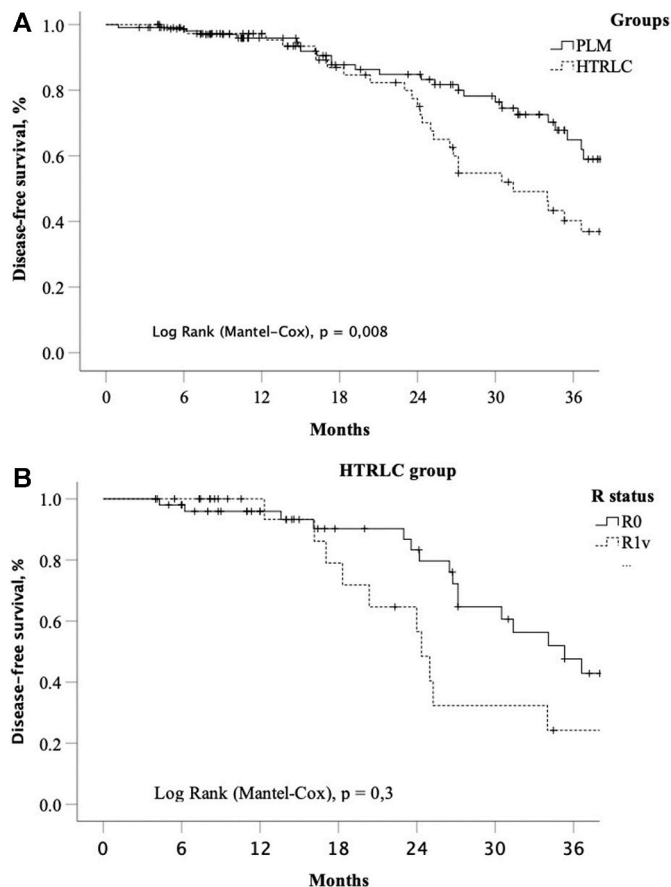 A
Groups
PLM
HTRLC
Disease-free survival, %
1.0
0.8
0.6
0.4
0.2
0.0
Log Rank (Mantel-Cox), p = 0,008
0 6 12 18 24 30 36
Months
B
HTRLC group
R status
R0
R1v
...
Disease-free survival, %
1.0
0.8
0.6
0.4
0.2
0.0
Log Rank (Mantel-Cox), p = 0,3
0 6 12 18 24 30 36
Months